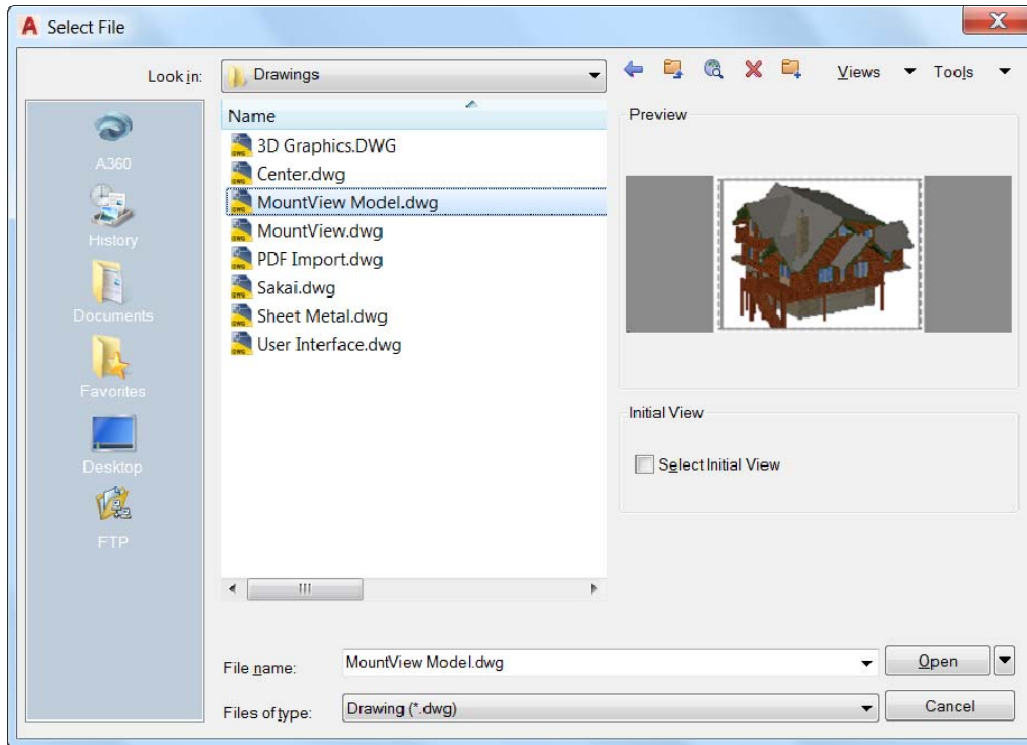 A Select File
X
Look in: Drawings Views Tools
A360
History
Documents
Favorites
Desktop
FTP
Name
3D Graphics.DWG
Center.dwg
MountView Model.dwg
MountView.dwg
PDF Import.dwg
Sakai.dwg
Sheet Metal.dwg
User Interface.dwg
Preview
Initial View
Select Initial View
File name: MountView Model.dwg Open
Files of type: Drawing (*.dwg) Cancel